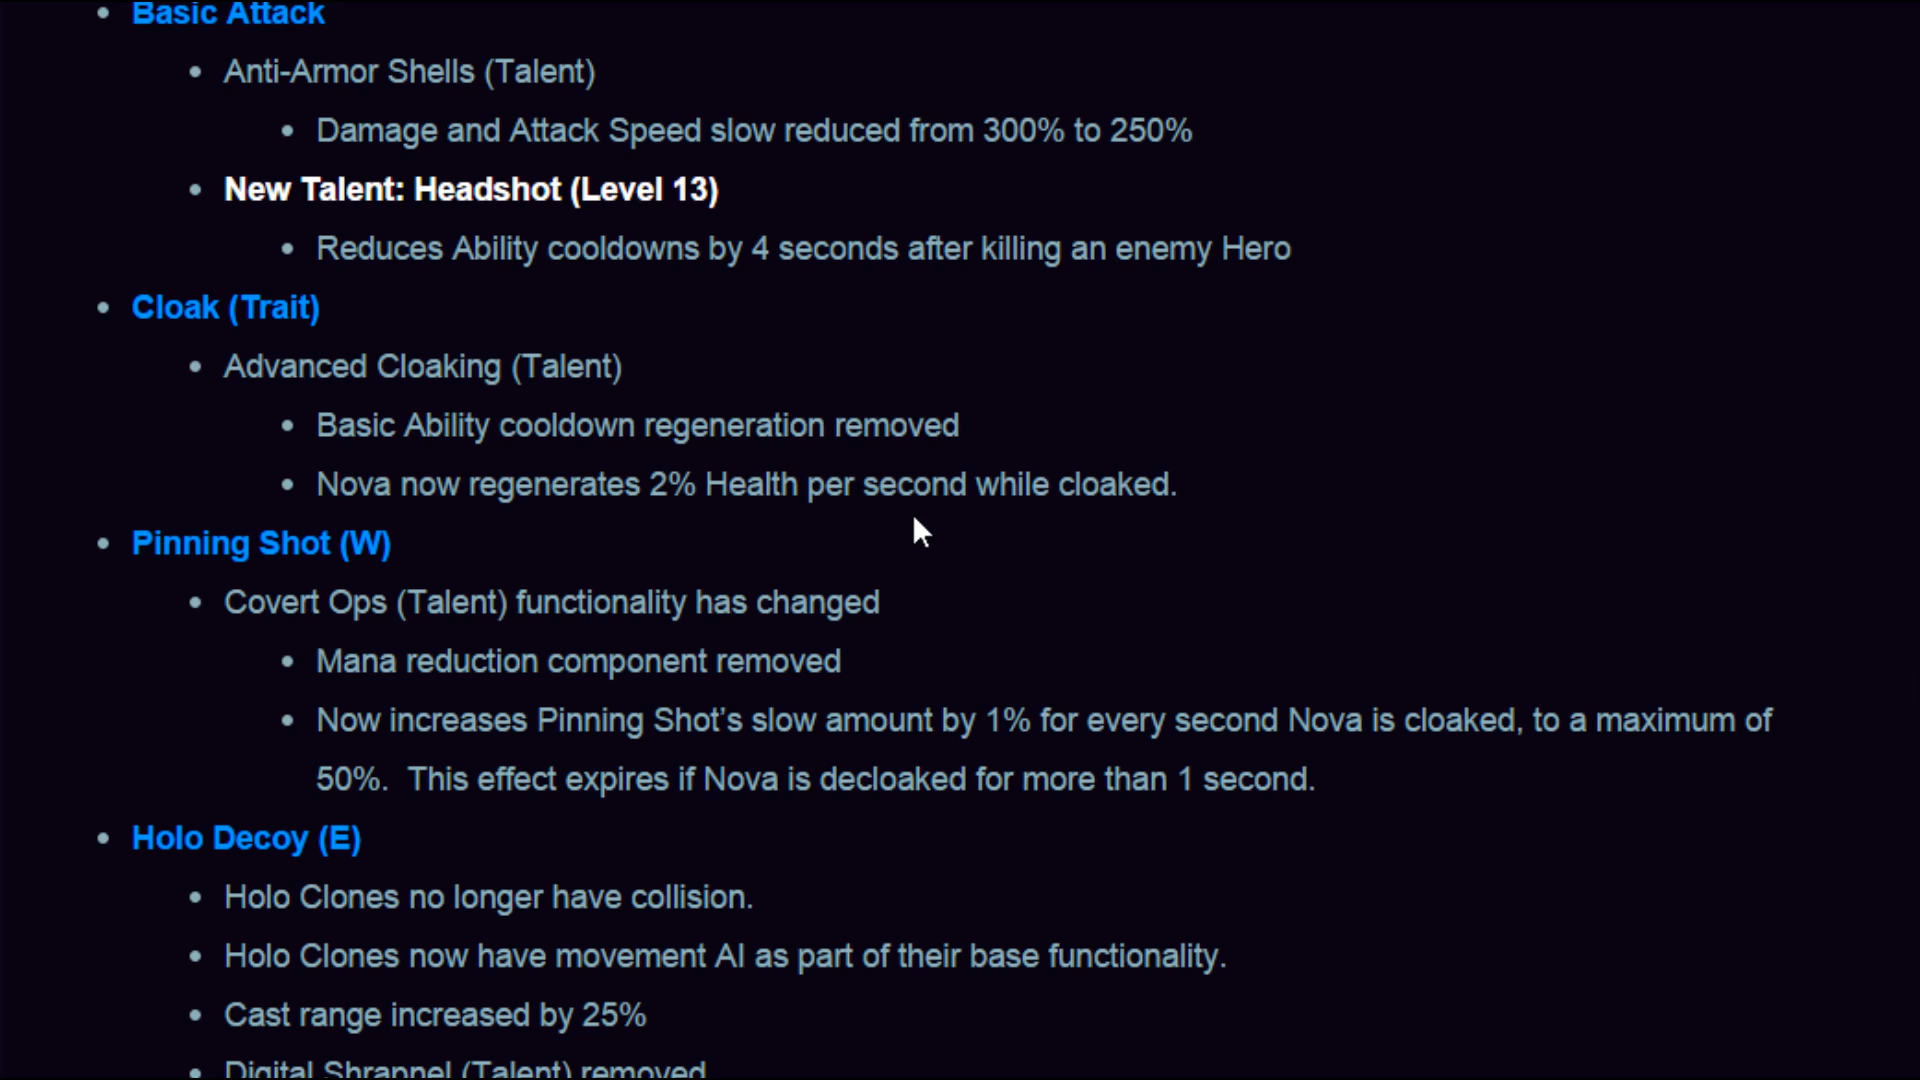 Basic Attack
Anti-Armor Shells (Talent)
Damage and Attack Speed slow reduced from 300% to 250%
New Talent: Headshot (Level 13)
Reduces Ability cooldowns by 4 seconds after killing an enemy Hero
Cloak (Trait)
Advanced Cloaking (Talent)
Basic Ability cooldown regeneration removed
Nova now regenerates 2% Health per second while cloaked.
Pinning Shot (W)
Covert Ops (Talent) functionality has changed
Mana reduction component removed
Now increases Pinning Shot’s slow amount by 1% for every second Nova is cloaked, to a maximum of
50%.  This effect expires if Nova is decloaked for more than 1 second.
Holo Decoy (E)
Holo Clones no longer have collision.
Holo Clones now have movement AI as part of their base functionality.
Cast range increased by 25%
Digital Shrapnel (Talent) removed